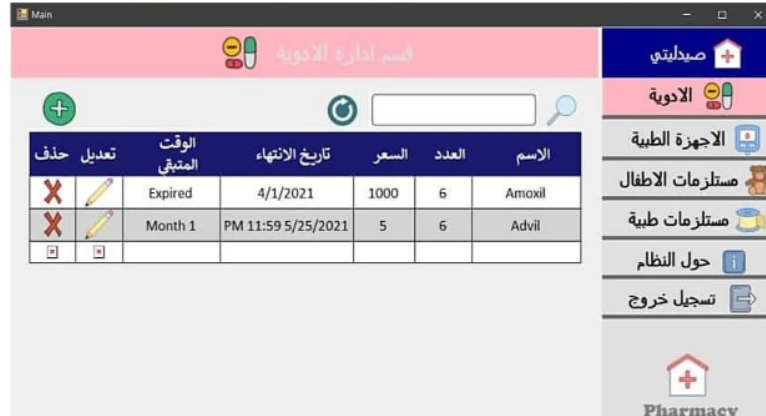 Main
قسم ادارة الادوية
صيدليتي
الادوية
الاجهزة الطبية
مستلزمات الاطفال
مستلزمات طبية
حول النظام
تسجيل خروج
Pharmacy
الاسم العدد السعر تاريخ الانتهاء الوقت المتبقي تعديل حذف
Amoxil 6 1000 4/1/2021 Expired
Advil 6 5 PM 11:59 5/25/2021 Month 1